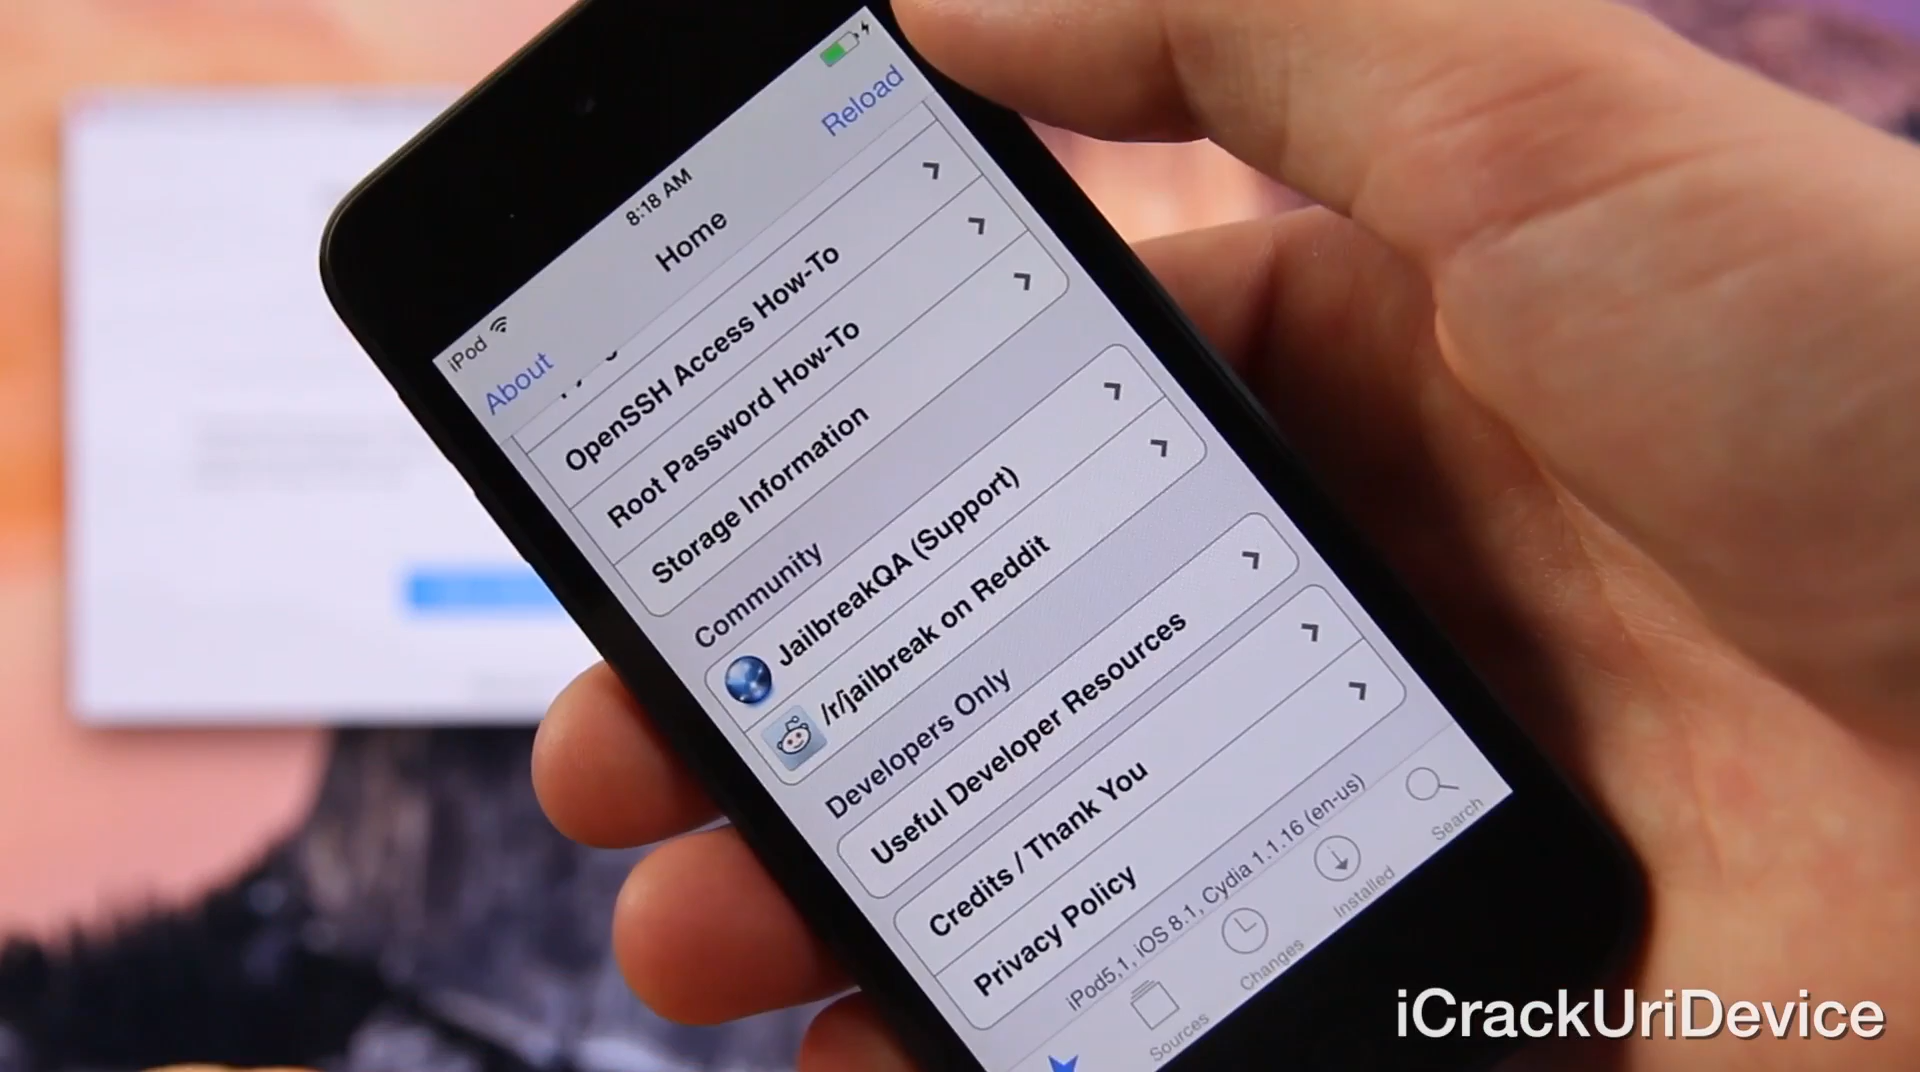 iPod
8:18 AM
About
Home
Reload
OpenSSH Access How-To
Root Password How-To
Storage Information
Community
JailbreakQA (Support)
/r/jailbreak on Reddit
Developers Only
Useful Developer Resources
Credits / Thank You
Privacy Policy
iPod5,1, iOS 8.1, Cydia 1.1.16 (en-us)
Sources
Changes
Installed
Search
iCrackUriDevice